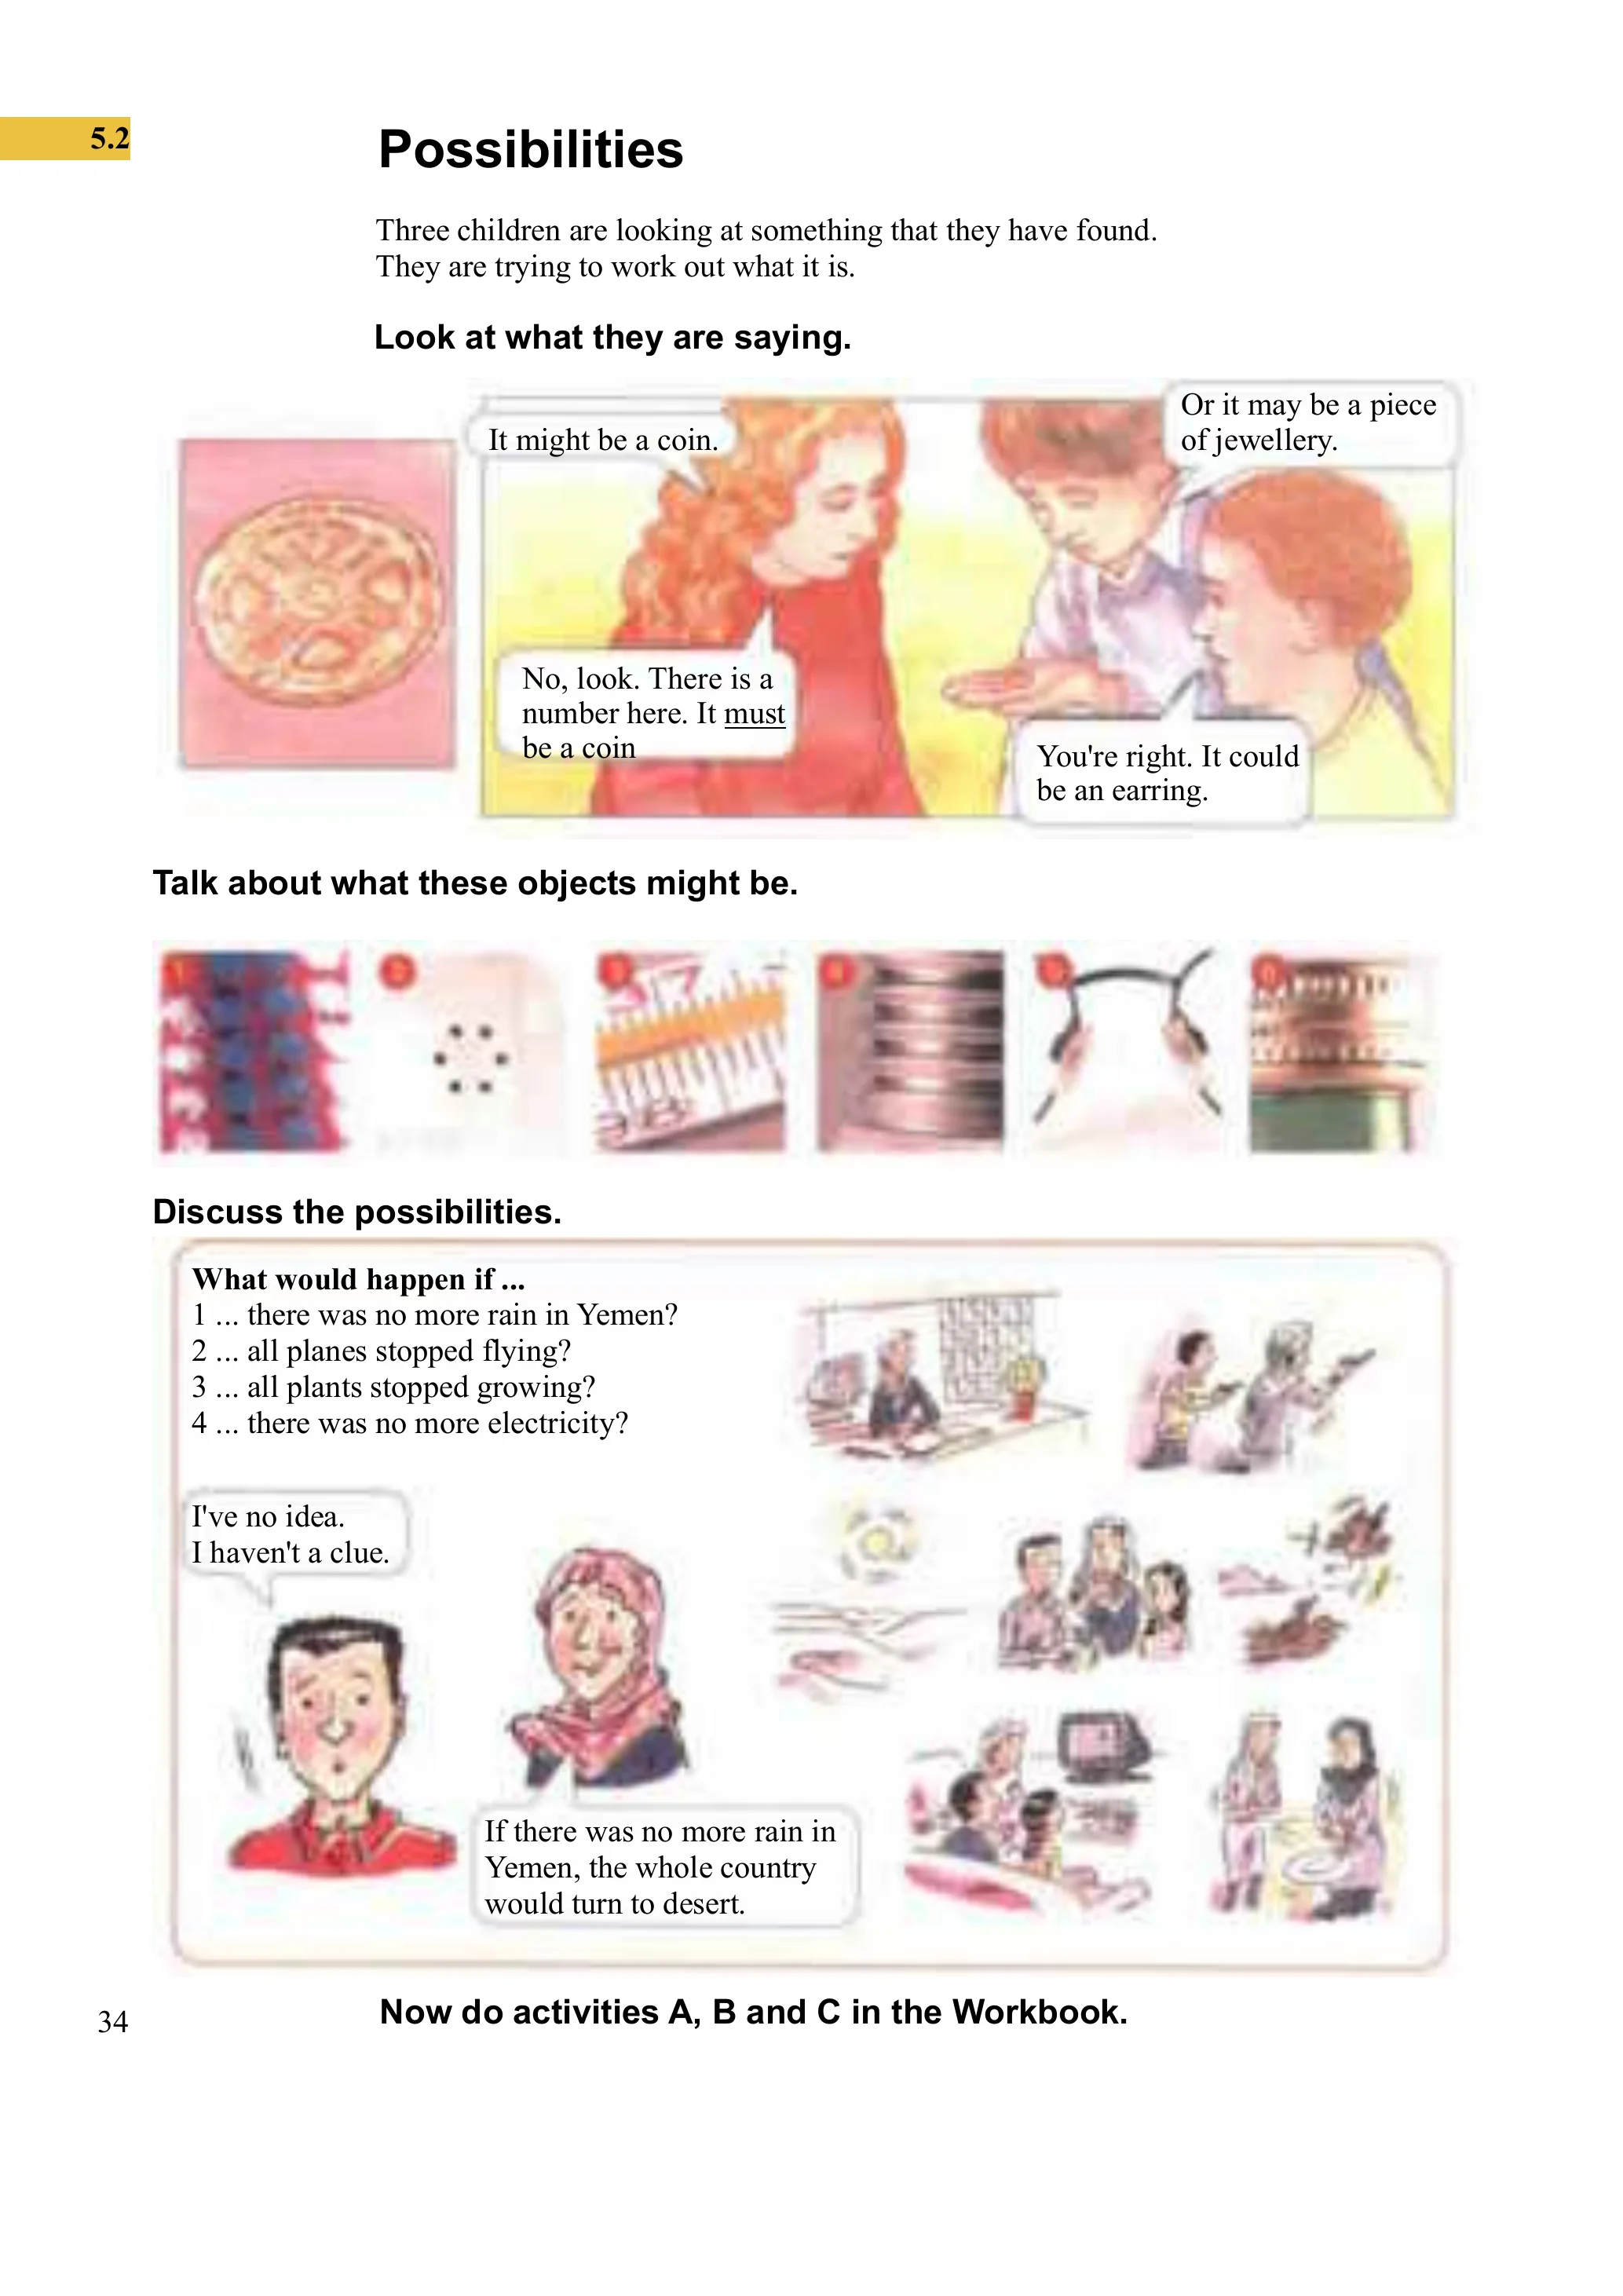 5.2
Possibilities
Three children are looking at something that they have found.
They are trying to work out what it is.
Look at what they are saying.
It might be a coin.
Or it may be a piece
of jewellery.
No, look. There is a
number here. It must
be a coin
You're right. It could
be an earring.
Talk about what these objects might be.
1
2
3
4
5
6
Discuss the possibilities.
What would happen if ...
1 ... there was no more rain in Yemen?
2 ... all planes stopped flying?
3 ... all plants stopped growing?
4 ... there was no more electricity?
I've no idea.
I haven't a clue.
If there was no more rain in
Yemen, the whole country
would turn to desert.
34
Now do activities A, B and C in the Workbook.